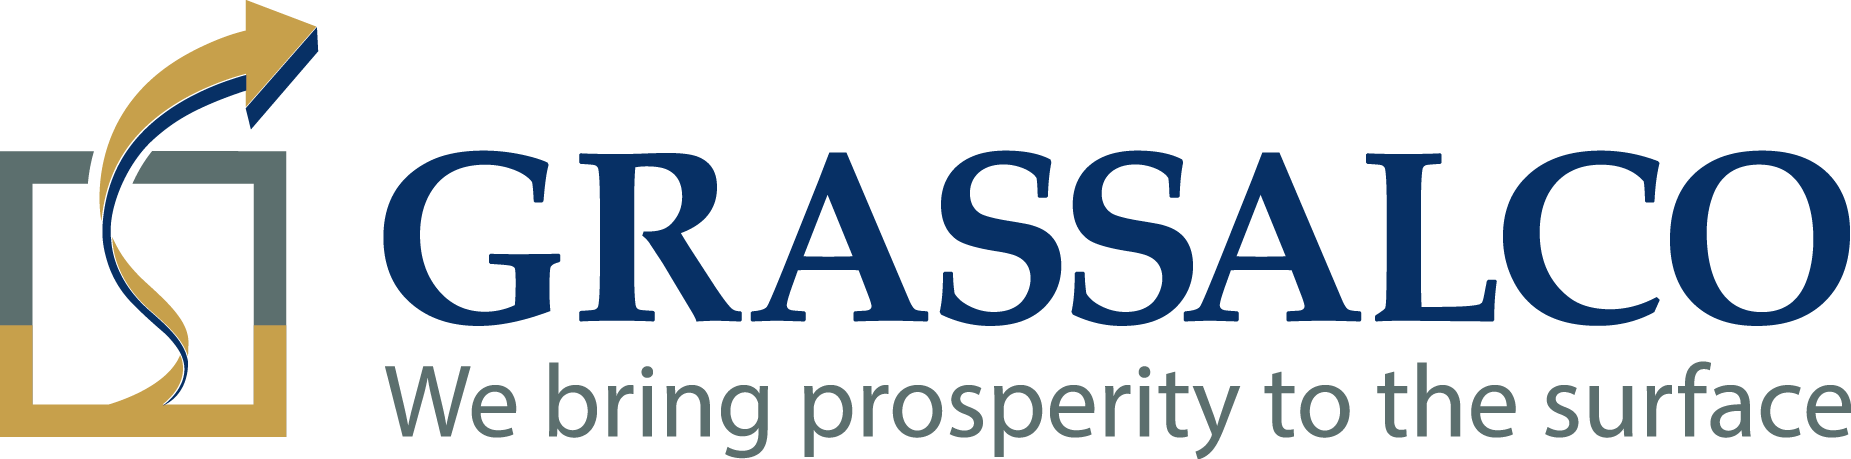 GRASSALCO
We bring prosperity to the surface